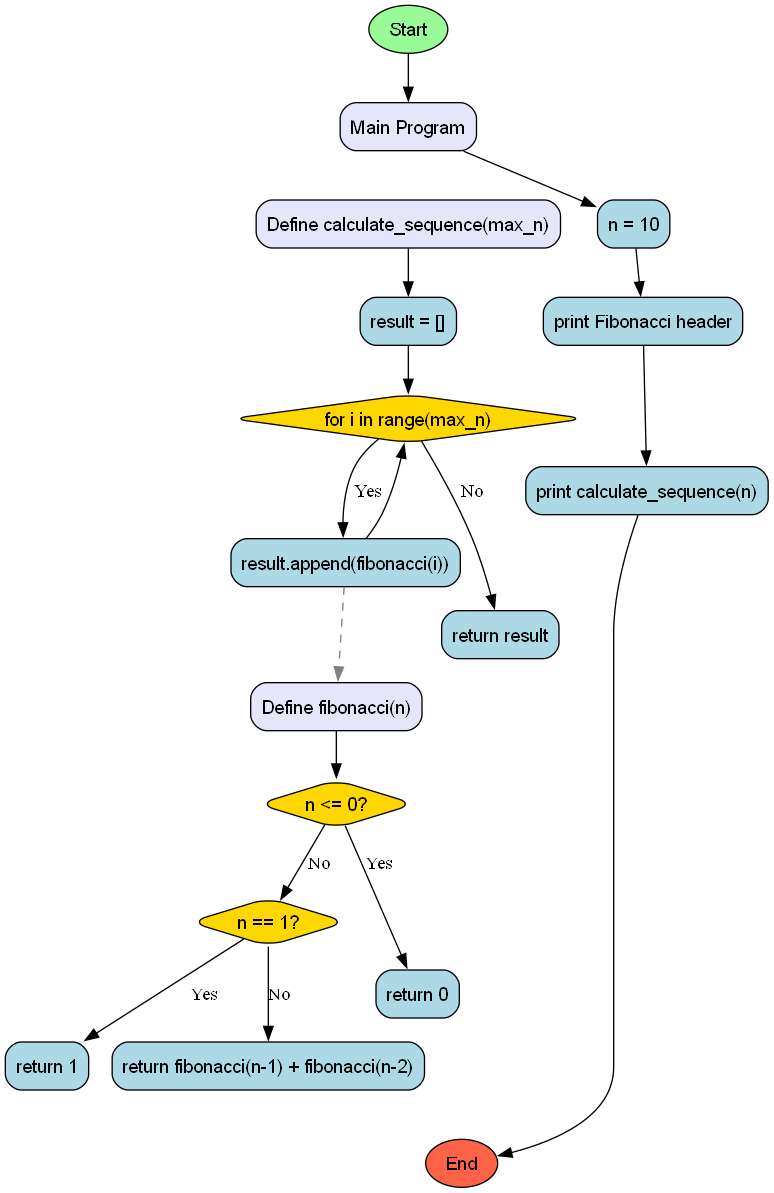 Start
Main Program
Define calculate_sequence(max_n)
n = 10
result = []
print Fibonacci header
for i in range(max_n)
Yes
No
print calculate_sequence(n)
result.append(fibonacci(i))
return result
Define fibonacci(n)
n <= 0?
No
Yes
n == 1?
Yes
No
return 0
return 1
return fibonacci(n-1) + fibonacci(n-2)
End